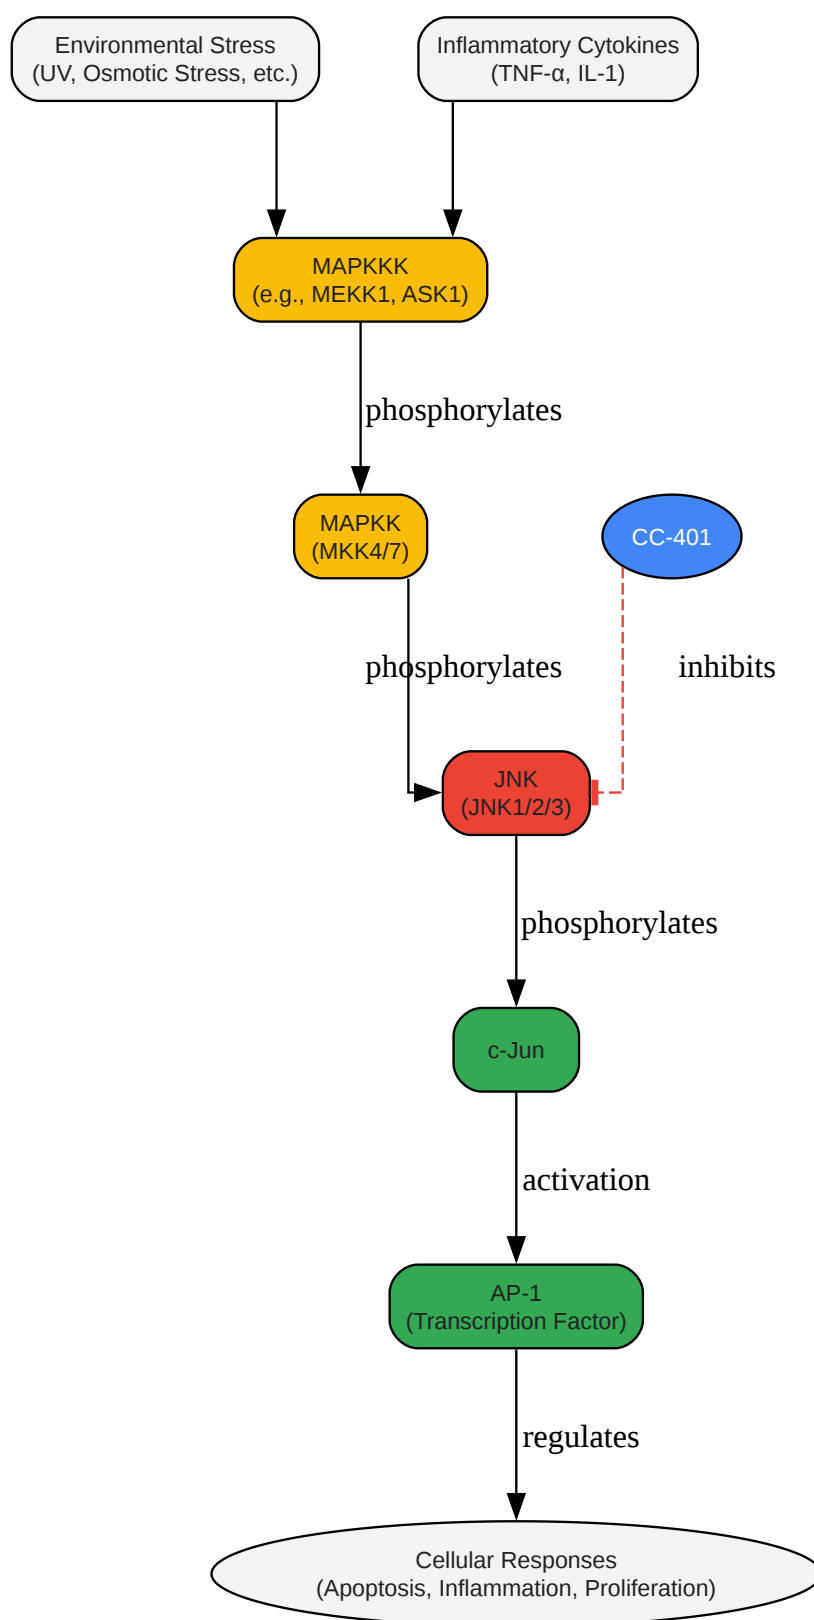 Environmental Stress
(UV, Osmotic Stress, etc.)
Inflammatory Cytokines
(TNF-α, IL-1)
MAPKKK
(e.g., MEKK1, ASK1)
phosphorylates
MAPKK
(MKK4/7)
CC-401
phosphorylates
inhibits
JNK
(JNK1/2/3)
phosphorylates
c-Jun
activation
AP-1
(Transcription Factor)
regulates
Cellular Responses
(Apoptosis, Inflammation, Proliferation)